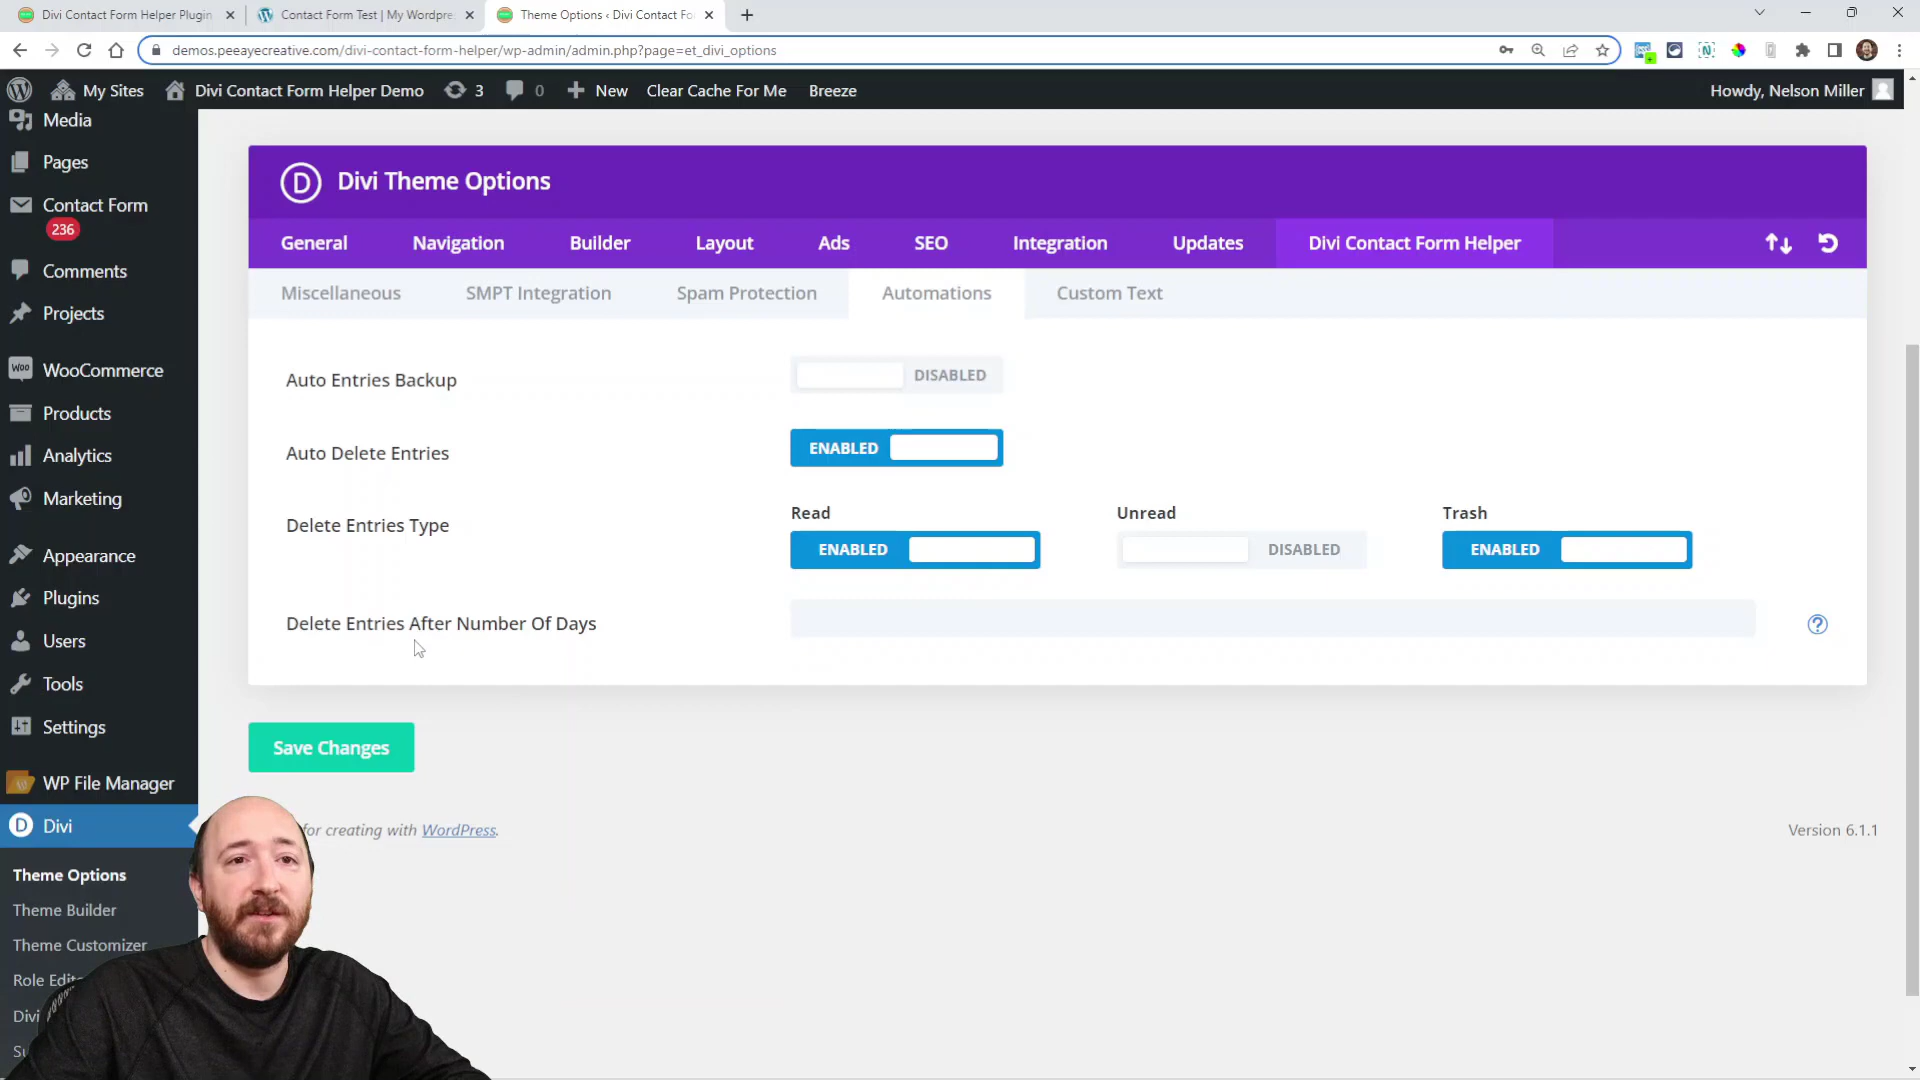 Divi Contact Form Helper Plugin
Contact Form Test | My Wordpre
Theme Options ‹ Divi Contact Fo
demos.peeayecreative.com/divi-contact-form-helper/wp-admin/admin.php?page=et_divi_options
My Sites
Divi Contact Form Helper Demo
3
0
New
Clear Cache For Me
Breeze
Howdy, Nelson Miller
Media
Pages
Contact Form
236
Comments
Projects
WooCommerce
Products
Analytics
Marketing
Appearance
Plugins
Users
Tools
Settings
WP File Manager
Divi
Theme Options
Theme Builder
Theme Customizer
Role Edit
Divi
Su
Divi Theme Options
General
Navigation
Builder
Layout
Ads
SEO
Integration
Updates
Divi Contact Form Helper
Miscellaneous
SMPT Integration
Spam Protection
Automations
Custom Text
Auto Entries Backup
DISABLED
Auto Delete Entries
ENABLED
Delete Entries Type
Read
ENABLED
Unread
DISABLED
Trash
ENABLED
Delete Entries After Number Of Days
Save Changes
for creating with WordPress.
Version 6.1.1